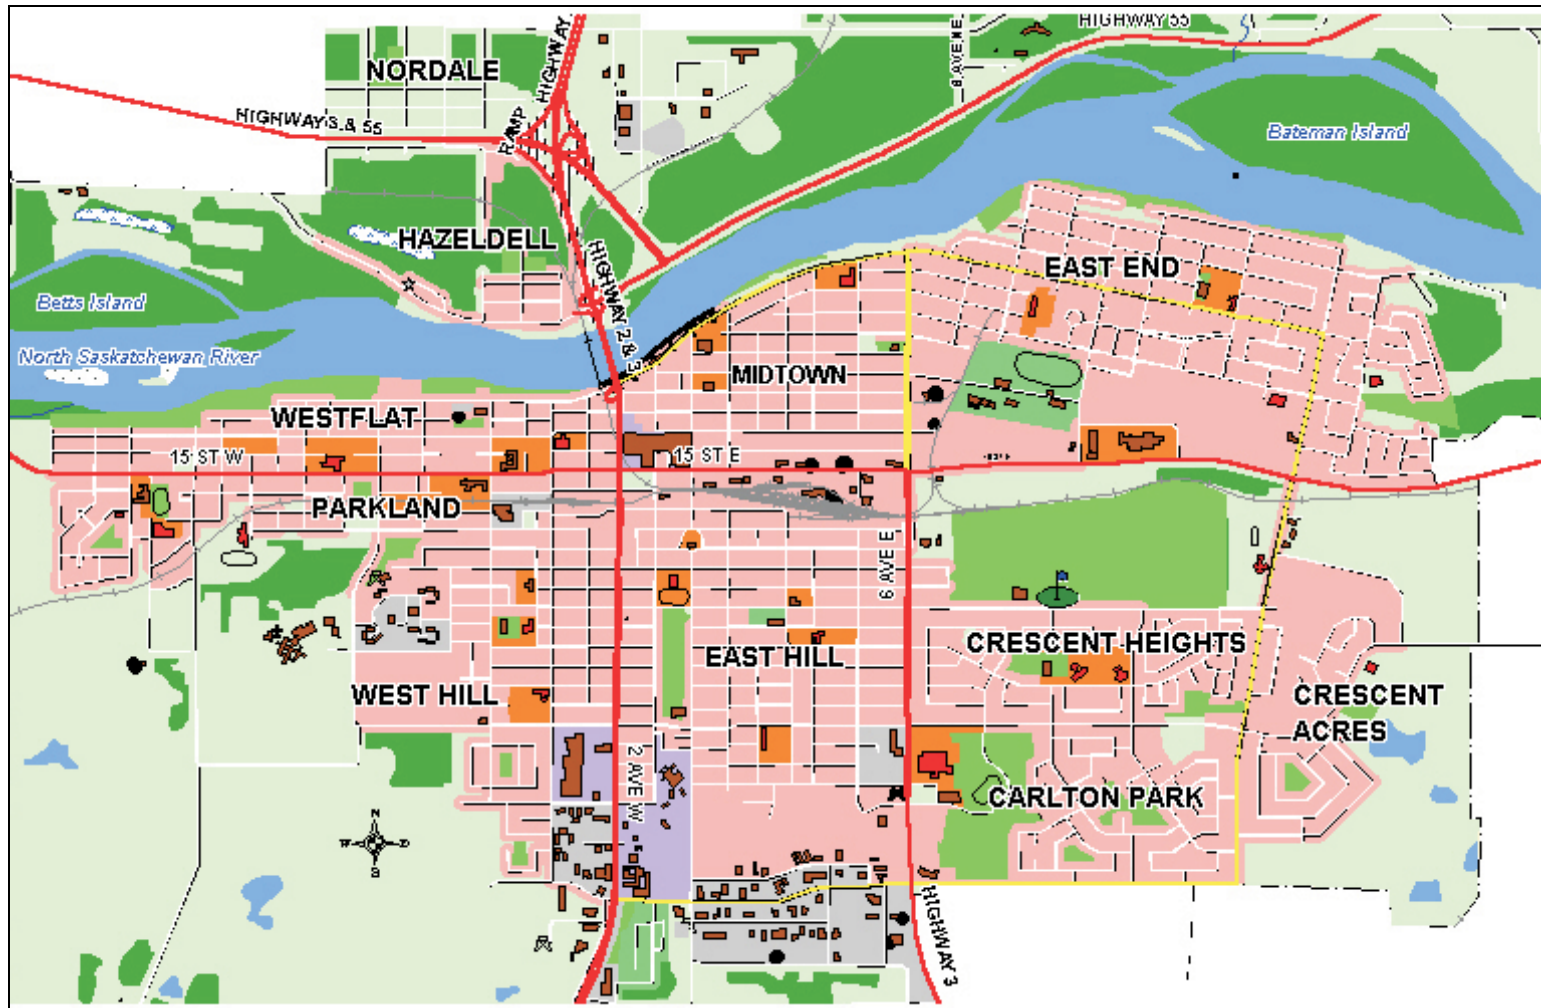 HIGHWAY 55
HIGHWAY
8 AVE NE
NORDALE
RAMP
HIGHWAY 3 & 55
Bateman Island
HAZELDELL
HIGHWAY 2 & 3
EAST END
Betts Island
North Saskatchewan River
MIDTOWN
WESTFLAT
15 ST W
15 ST E
PARKLAND
6 AVE E
CRESCENT HEIGHTS
EAST HILL
WEST HILL
CRESCENT
ACRES
2 AVE W
CARLTON PARK
N
W
S
HIGHWAY 3